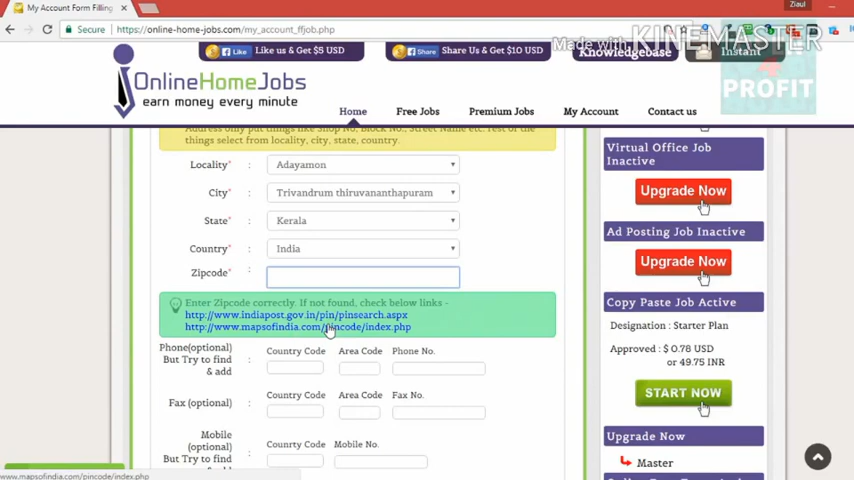 My Account Form Filling
Ziaul
Secure
https://online-home-jobs.com/my_account_ffjob.php
Made with KINEMASTER
Like
Like us & Get $5 USD
Share
Share Us & Get $10 USD
Knowledgebase
Instant
4
PROFIT
OnlineHomeJobs
earn money every minute
Home
Free Jobs
Premium Jobs
My Account
Contact us
Address only put things like Shop No, Block No., Street Name etc. rest of the
things select from locality, city, state, country.
Locality* : Adayamon
City* : Trivandrum thiruvananthapuram
State* : Kerala
Country* : India
Zipcode* :
Enter Zipcode correctly. If not found, check below links -
http://www.indiapost.gov.in/pin/pinsearch.aspx
http://www.mapsofindia.com/pincode/index.php
Phone(optional)
But Try to find
& add
:
Country Code
Area Code
Phone No.
Fax (optional) :
Country Code
Area Code
Fax No.
Mobile
(optional)
But Try to find
:
Counrty Code
Mobile No.
Virtual Office Job
Inactive
Upgrade Now
Ad Posting Job Inactive
Upgrade Now
Copy Paste Job Active
Designation : Starter Plan
Approved : $ 0.78 USD
or 49.75 INR
START NOW
Upgrade Now
Master
www.mapsofindia.com/pincode/index.php